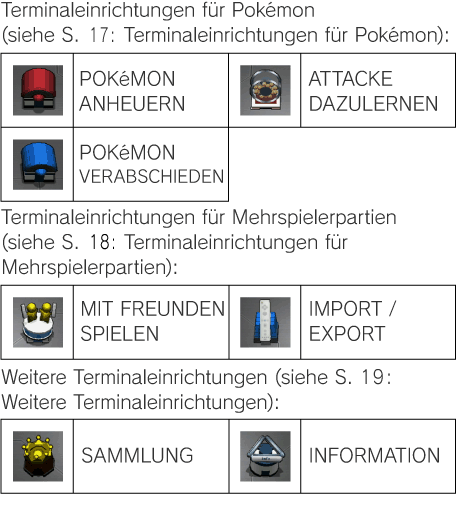 Terminaleinrichtungen für Pokémon
(siehe S. 17: Terminaleinrichtungen für Pokémon):
POKéMON
ANHEUERN
ATTACKE
DAZULERNEN
POKéMON
VERABSCHIEDEN
Terminaleinrichtungen für Mehrspielerpartien
(siehe S. 18: Terminaleinrichtungen für
Mehrspielerpartien):
MIT FREUNDEN
SPIELEN
IMPORT /
EXPORT
Weitere Terminaleinrichtungen (siehe S. 19:
Weitere Terminaleinrichtungen):
SAMMLUNG
INFORMATION